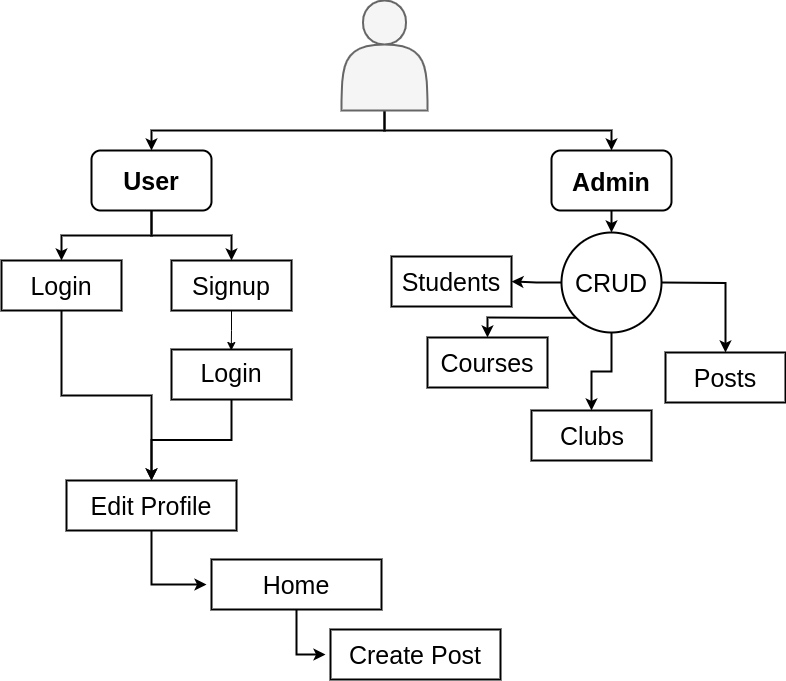 User
Admin
Login
Signup
Students
CRUD
Courses
Login
Posts
Clubs
Edit Profile
Home
Create Post